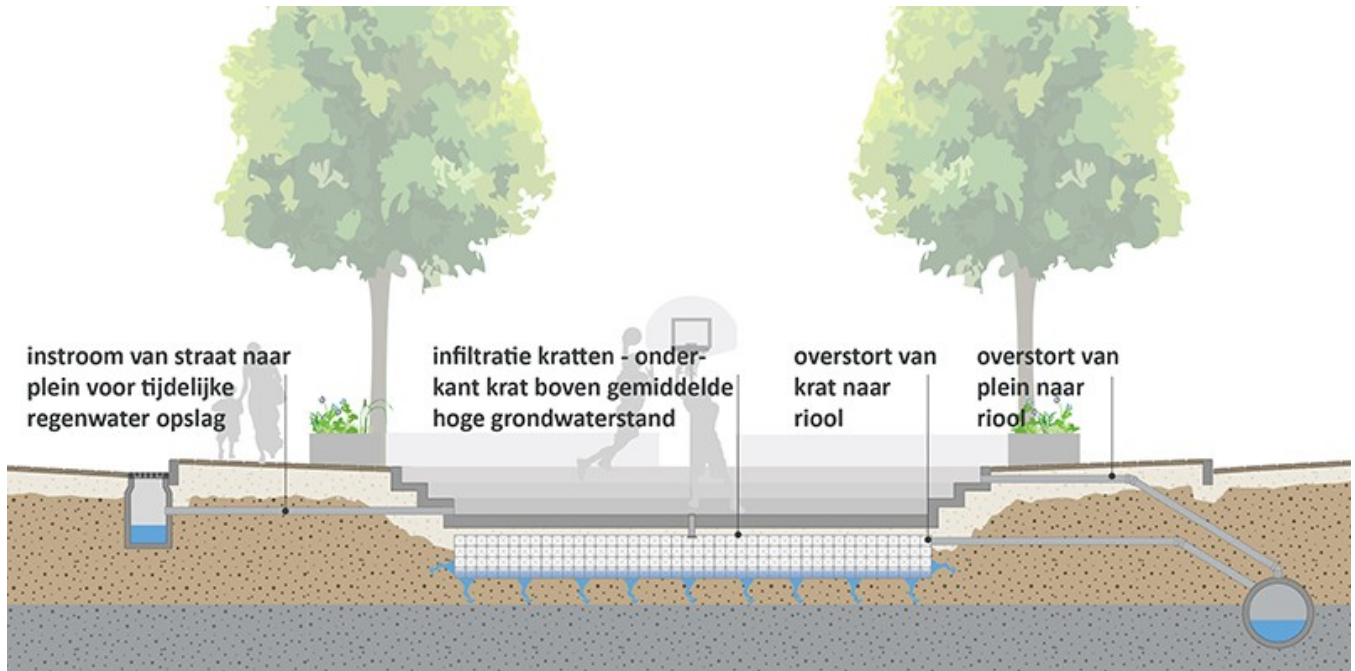 instroom van straat naar
plein voor tijdelijke
regenwater opslag
infiltratie kratten - onder-
kant krat boven gemiddelde
hoge grondwaterstand
overstort van
krat naar
riool
overstort van
plein naar
riool